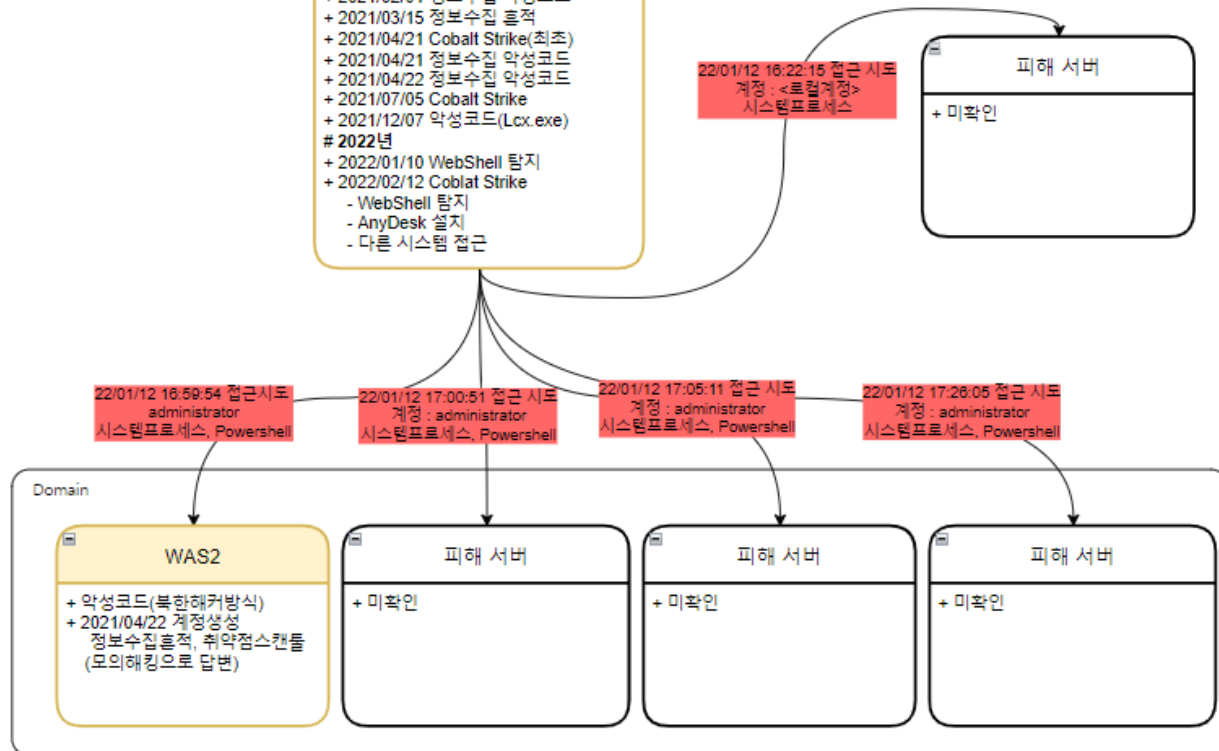 + 2021/03/15 정보수집 흔적
+ 2021/04/21 Cobalt Strike(최초)
+ 2021/04/21 정보수집 악성코드
+ 2021/04/22 정보수집 악성코드
+ 2021/07/05 Cobalt Strike
+ 2021/12/07 악성코드(Lcx.exe)
# 2022년
+ 2022/01/10 WebShell 탐지
+ 2022/02/12 Coblat Strike
- WebShell 탐지
- AnyDesk 설치
- 다른 시스템 접근
22/01/12 16:22:15 접근 시도
계정 : <로컬계정>
시스템프로세스
피해 서버
+ 미확인
22/01/12 16:59:54 접근시도
administrator
시스템프로세스, Powershell
22/01/12 17:00:51 접근 시도
계정 : administrator
시스템프로세스, Powershell
22/01/12 17:05:11 접근 시도
계정 : administrator
시스템프로세스, Powershell
22/01/12 17:26:05 접근 시도
계정 : administrator
시스템프로세스, Powershell
Domain
WAS2
+ 악성코드(북한해커방식)
+ 2021/04/22 계정생성
정보수집흔적, 취약점스캔툴
(모의해킹으로 답변)
피해 서버
+ 미확인
피해 서버
+ 미확인
피해 서버
+ 미확인